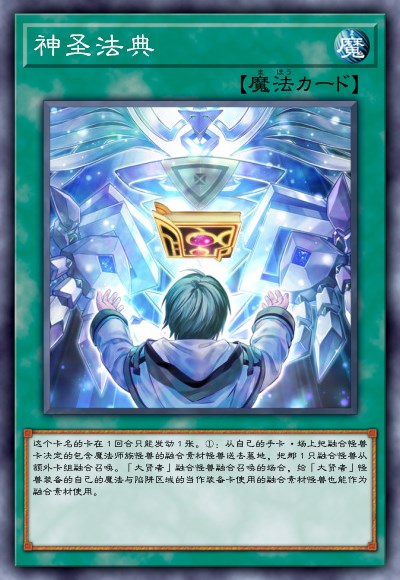 神圣法典
魔
【魔法カード】
ま ほう
这个卡名的卡在1回合只能发动1张。①：从自己的手卡·场上把融合怪兽
卡决定的包含魔法师族怪兽的融合素材怪兽送去墓地，把那1只融合怪兽从
额外卡组融合召唤。「大贤者」融合怪兽融合召唤的场合，给「大贤者」怪
兽装备的自己的魔法与陷阱区域的当作装备卡使用的融合素材怪兽也能作为
融合素材使用。